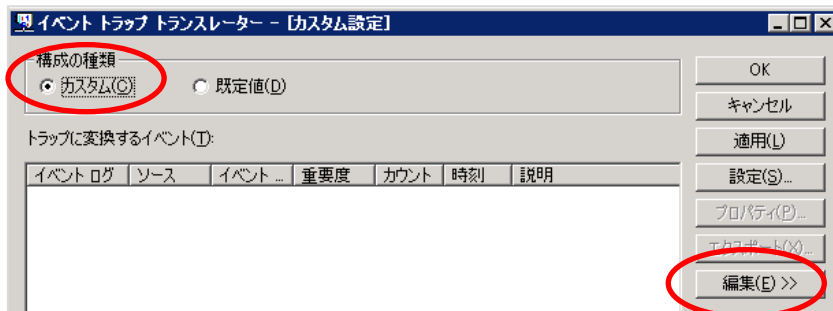 イベント トラップ トランスレーター - [カスタム設定]
構成の種類
カスタム(C)
既定値(D)
OK
キャンセル
トラップに変換するイベント(T):
適用(L)
イベント ログ ソース イベント ... 重要度 カウント 時刻 説明
設定(S)...
プロパティ(P)...
エクスポート(X)...
編集(E) >>